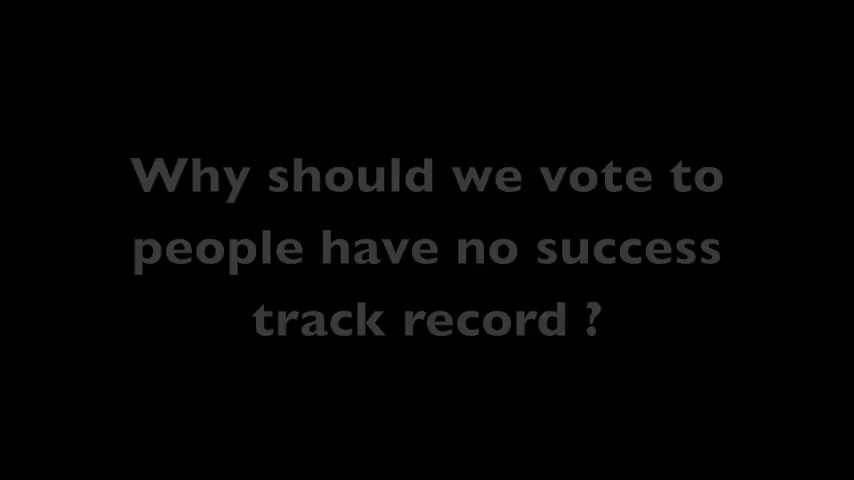 Why should we vote to
people have no success
track record ?